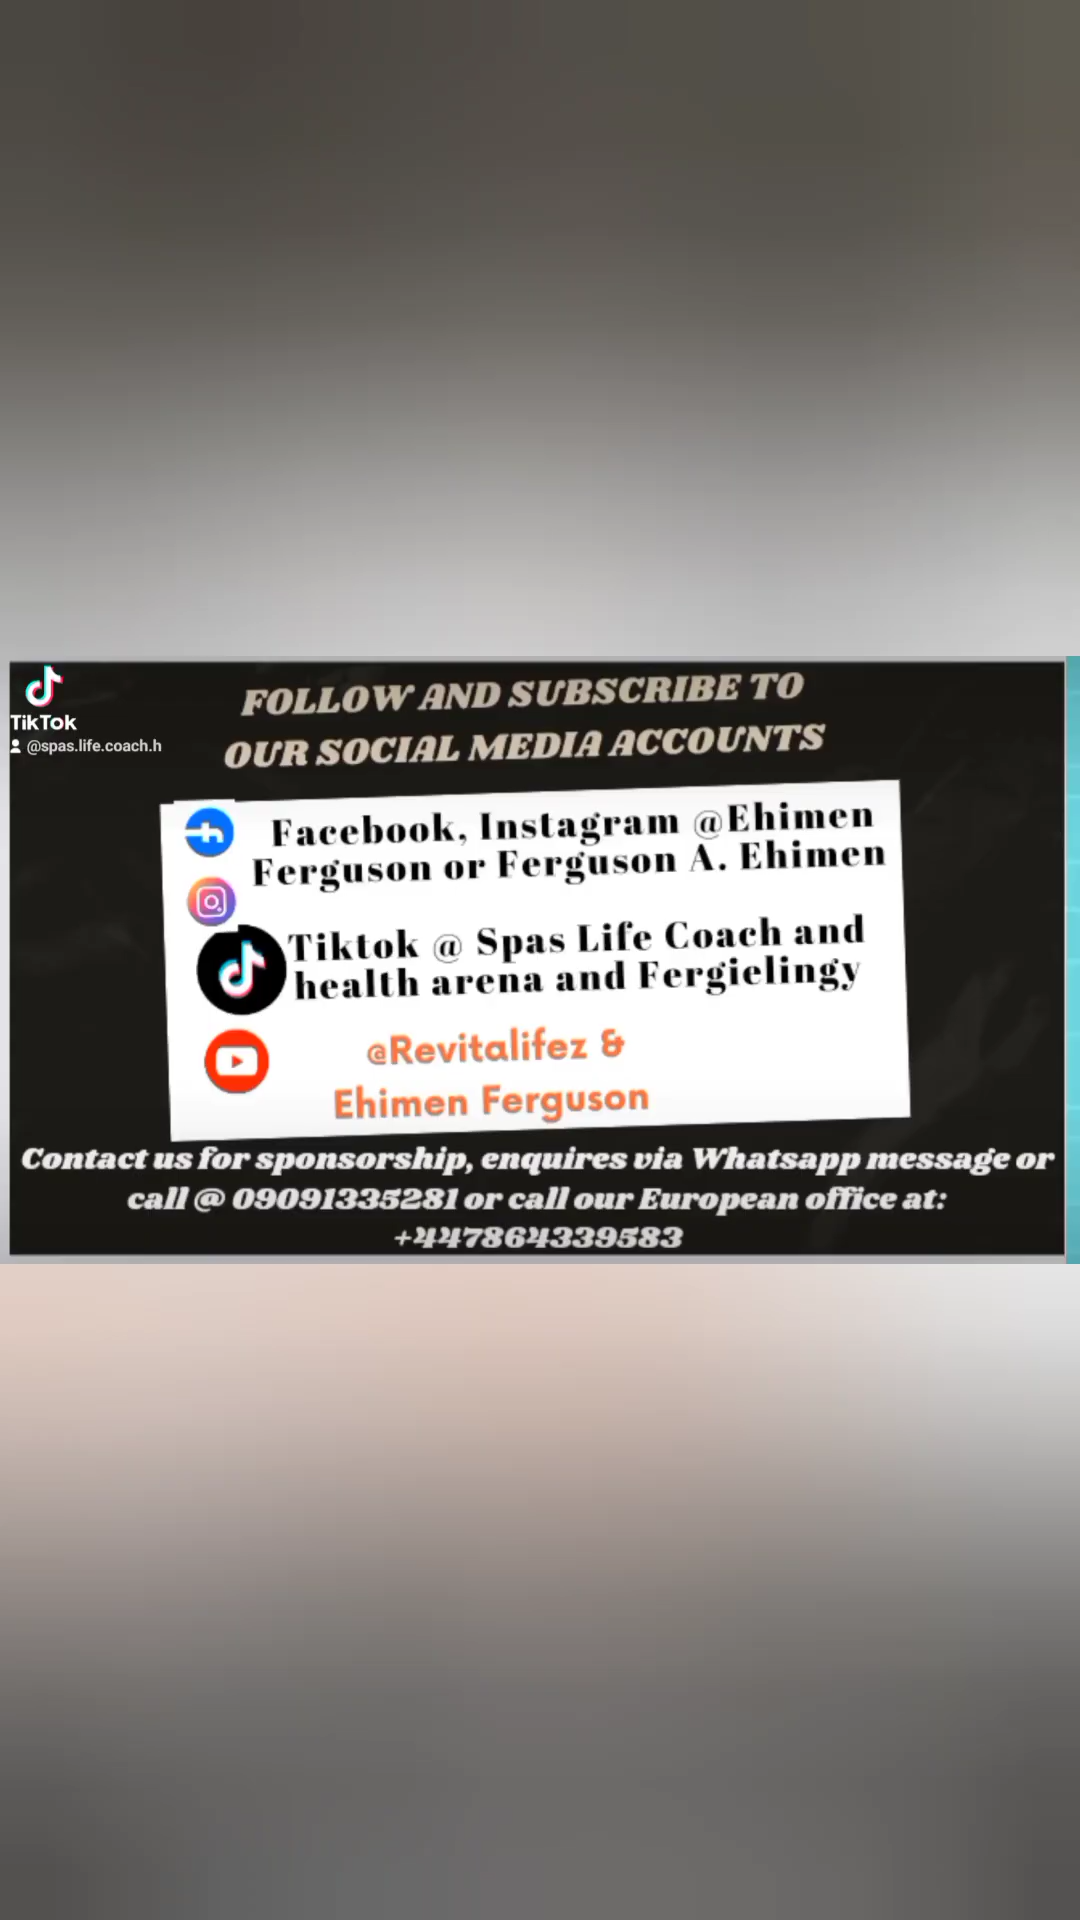 TikTok
@spas.life.coach.h
FOLLOW AND SUBSCRIBE TO
OUR SOCIAL MEDIA ACCOUNTS
Facebook, Instagram @Ehimen
Ferguson or Ferguson A. Ehimen
Tiktok @ Spas Life Coach and
health arena and Fergielingy
@Revitalifez &
Ehimen Ferguson
Contact us for sponsorship, enquires via Whatsapp message or
call @ 09091335281 or call our European office at:
+447864339583